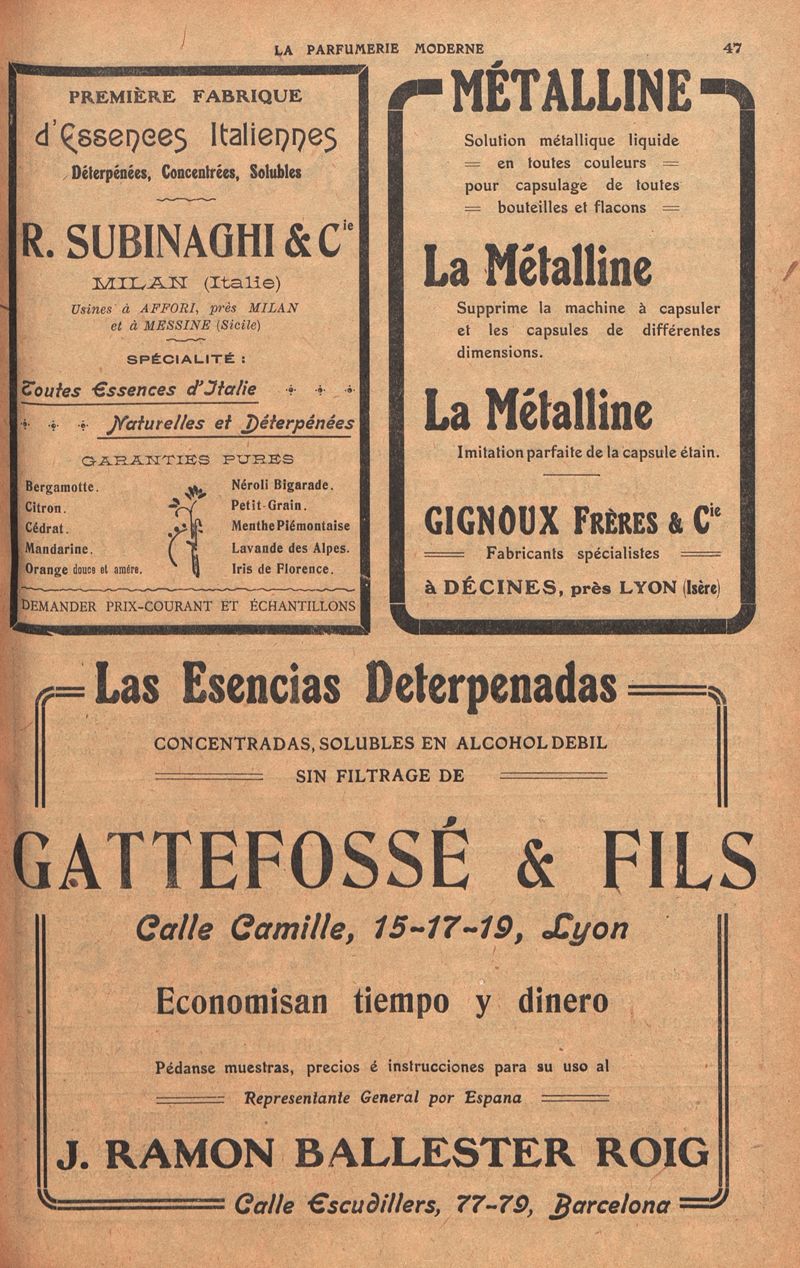 LA PARFUMERIE MODERNE 47
PREMIÈRE FABRIQUE
d'Essences Italiennes
Déterpénées, Concentrées, Solubles
R. SUBINAGHI & Cie
MILAN (Italie)
Usines à AFFORI, près MILAN
et à MESSINE (Sicile)
SPÉCIALITÉ :
Toutes Essences d'Italie
Naturelles et Déterpénées
GARANTIES PURES
Bergamotte.
Citron.
Cédrat.
Mandarine.
Orange douce et amère.
Néroli Bigarade.
Petit-Grain.
Menthe Piémontaise
Lavande des Alpes.
Iris de Florence.
DEMANDER PRIX-COURANT ET ÉCHANTILLONS
MÉTALLINE
Solution métallique liquide
= en toutes couleurs =
pour capsulage de toutes
= bouteilles et flacons =
La Métalline
Supprime la machine à capsuler
et les capsules de différentes
dimensions.
La Métalline
Imitation parfaite de la capsule étain.
GIGNOUX FRÈRES & Cie
Fabricants spécialistes
à DÉCINES, près LYON (Isère)
Las Esencias Deterpenadas
CONCENTRADAS, SOLUBLES EN ALCOHOL DEBIL
SIN FILTRAGE DE
GATTEFOSSÉ & FILS
Calle Camille, 15-17-19, Lyon
Economisan tiempo y dinero
Pédanse muestras, precios é instrucciones para su uso al
Representante General por Espana
J. RAMON BALLESTER ROIG
Calle Escudillers, 77-79, Barcelona